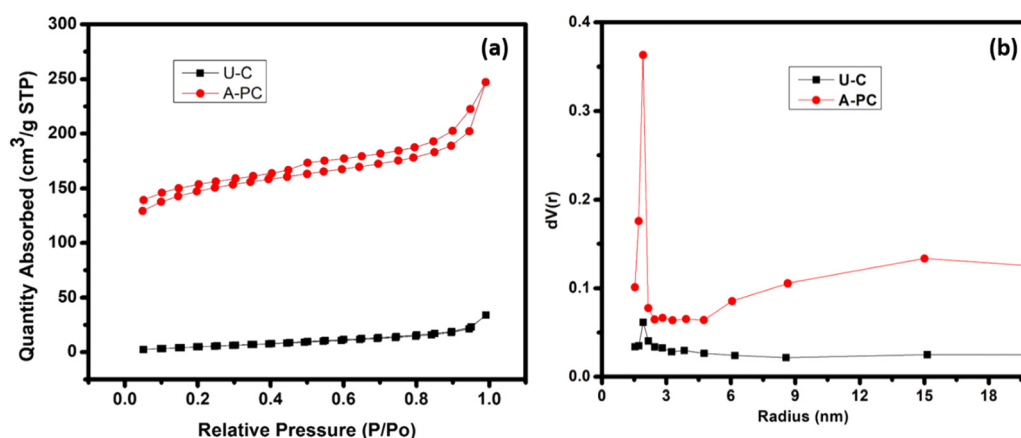 (a)
U-C
A-PC
Quantity Absorbed (cm³/g STP)
300
250
200
150
100
50
0
0.0 0.2 0.4 0.6 0.8 1.0
Relative Pressure (P/Po)
(b)
U-C
A-PC
dV(r)
0.4
0.3
0.2
0.1
0.0
0 3 6 9 12 15 18
Radius (nm)